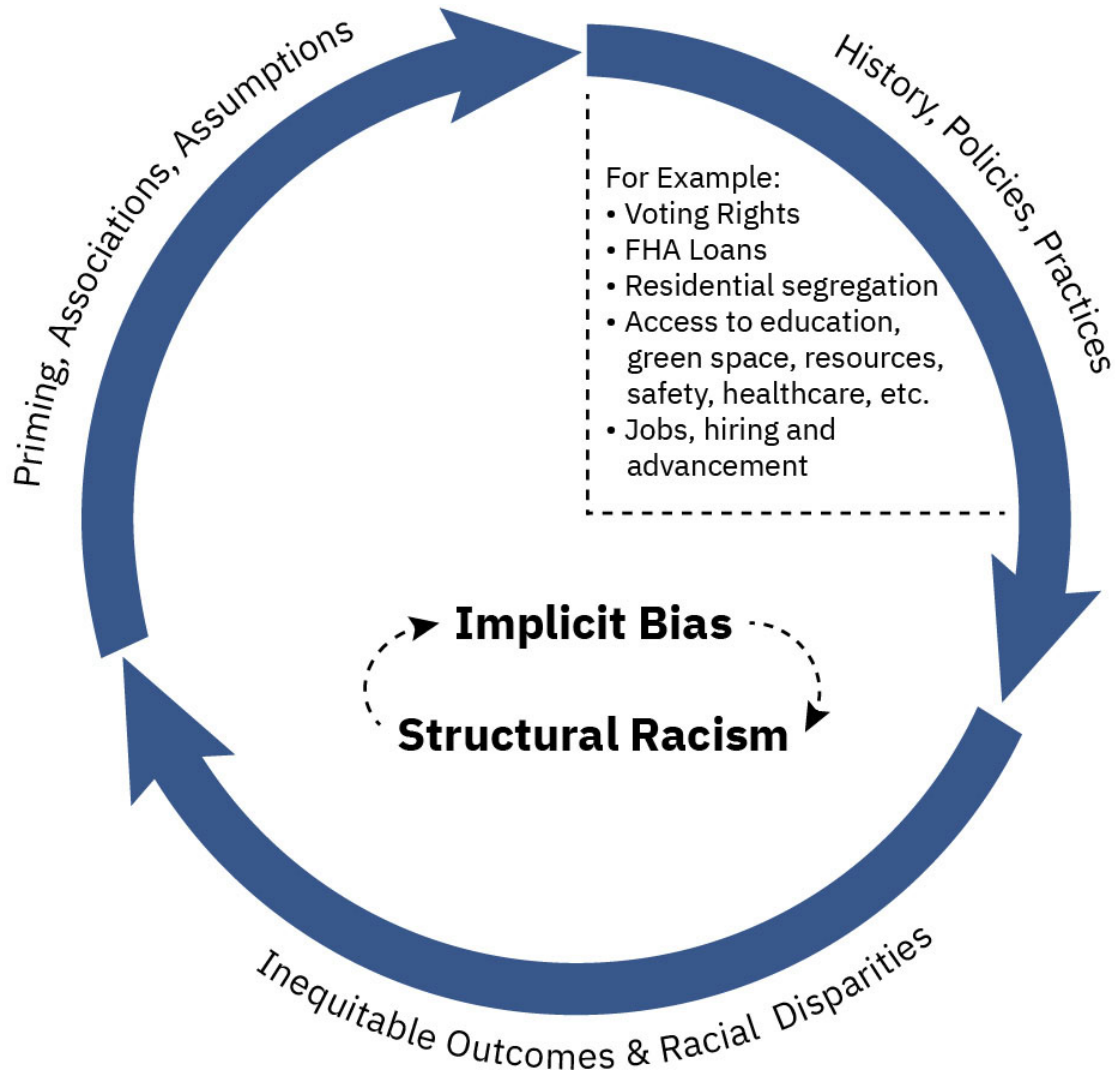 Priming, Associations, Assumptions
History, Policies, Practices
For Example:
• Voting Rights
• FHA Loans
• Residential segregation
• Access to education,
green space, resources,
safety, healthcare, etc.
• Jobs, hiring and
advancement
Implicit Bias
Structural Racism
Inequitable Outcomes & Racial Disparities